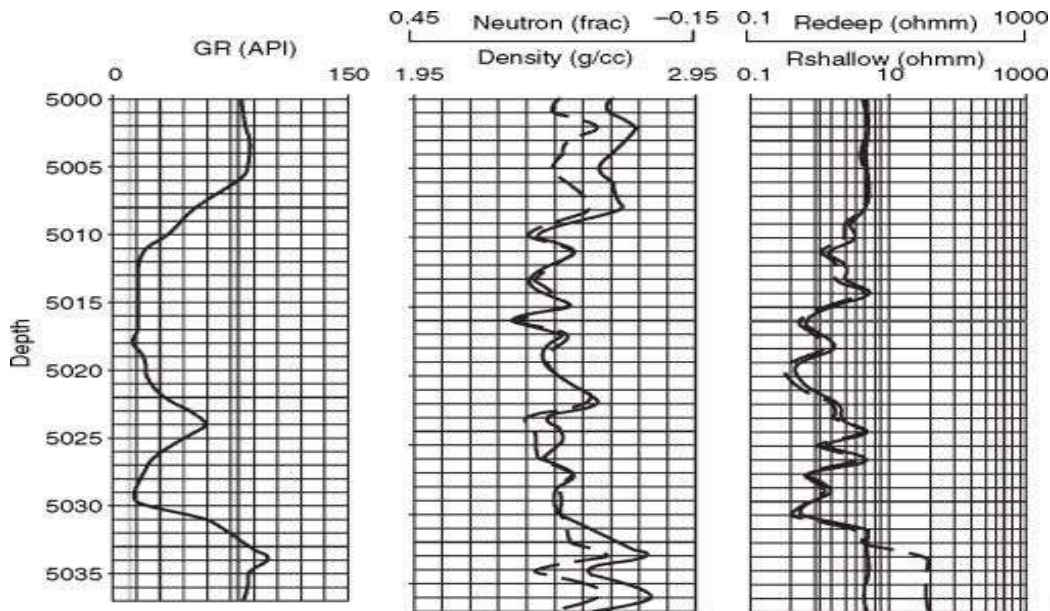 GR (API)
0 150
0.45 Neutron (frac) −0.15
1.95 Density (g/cc) 2.95
0.1 Redeep (ohmm) 1000
Rshallow (ohmm)
0.1 10 1000
Depth
5000
5005
5010
5015
5020
5025
5030
5035